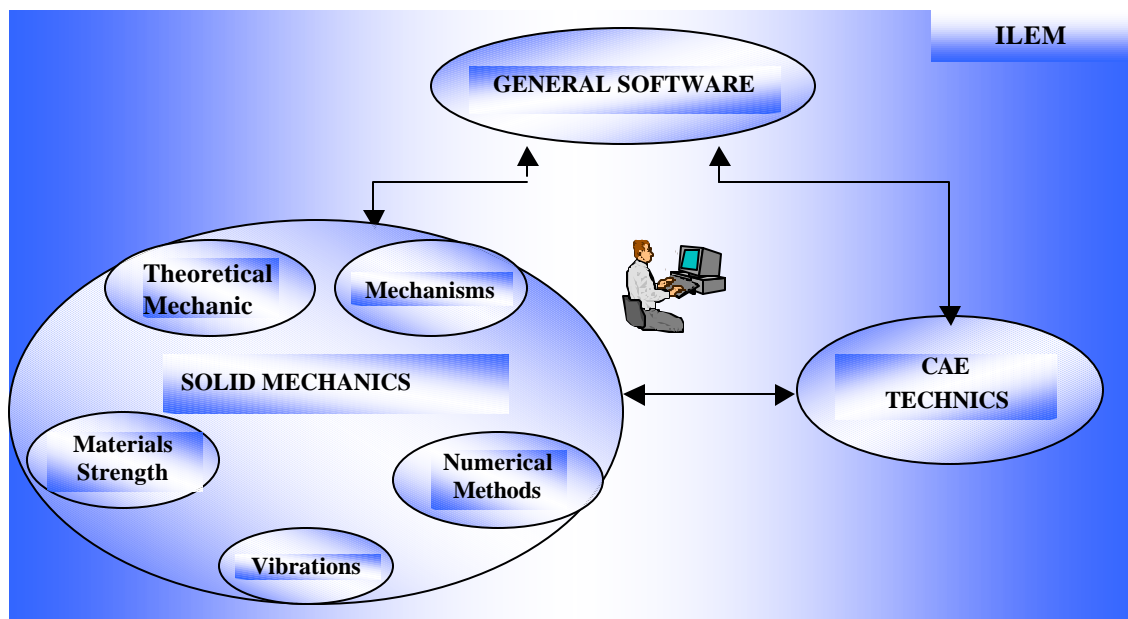 ILEM
GENERAL SOFTWARE
Theoretical
Mechanic
Mechanisms
SOLID MECHANICS
CAE
TECHNICS
Materials
Strength
Numerical
Methods
Vibrations